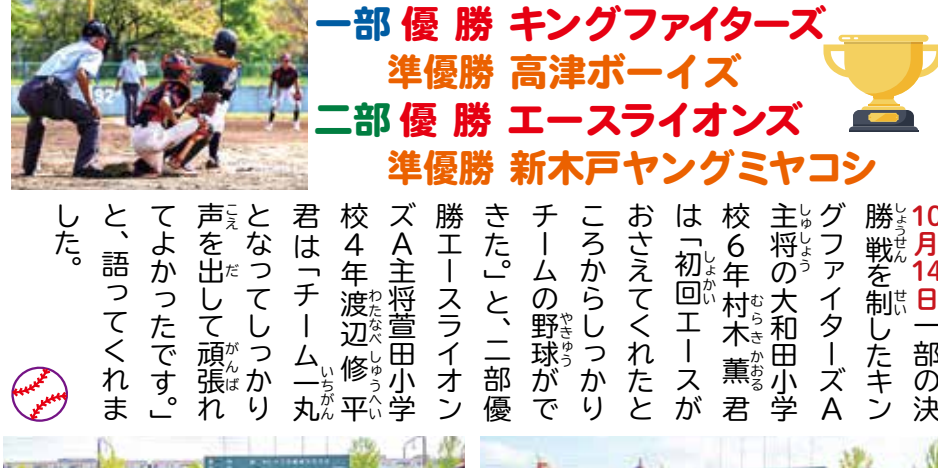 一部 優勝 キングファイターズ
準優勝 高津ボーイズ
二部 優勝 エースライオンズ
準優勝 新木戸ヤングミヤコシ
10月14日一部の決
勝戦を制したキン
グファイターズA
主将の大和田小学
校6年村木薫君
は「初回エースが
おさえてくれたと
ころからしっかり
チームの野球がで
きた。」と、二部優
勝エースライオン
ズA主将萱田小学
校4年渡辺修平
君は「チーム一丸
となってしっかり
声を出して頑張れ
てよかったです。」
と、語ってくれま
した。